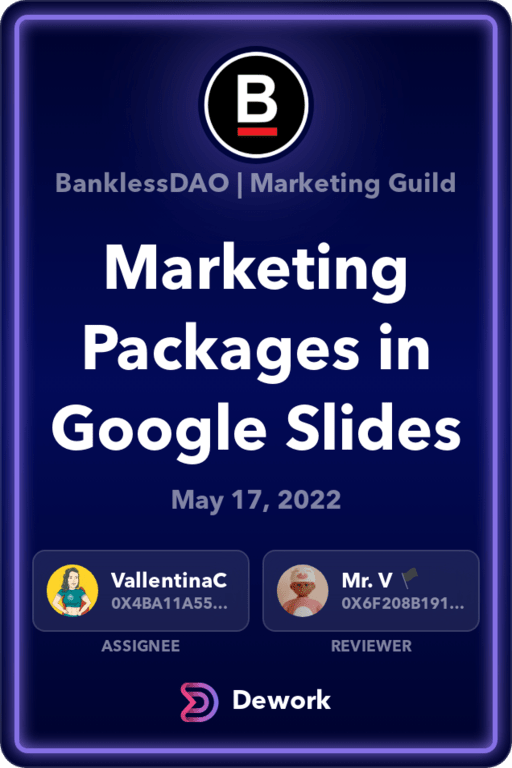 B
BanklessDAO | Marketing Guild
Marketing
Packages in
Google Slides
May 17, 2022
VallentinaC
0X4BA11A55...
Mr. V 🏴
0X6F208B191...
ASSIGNEE
REVIEWER
Dework